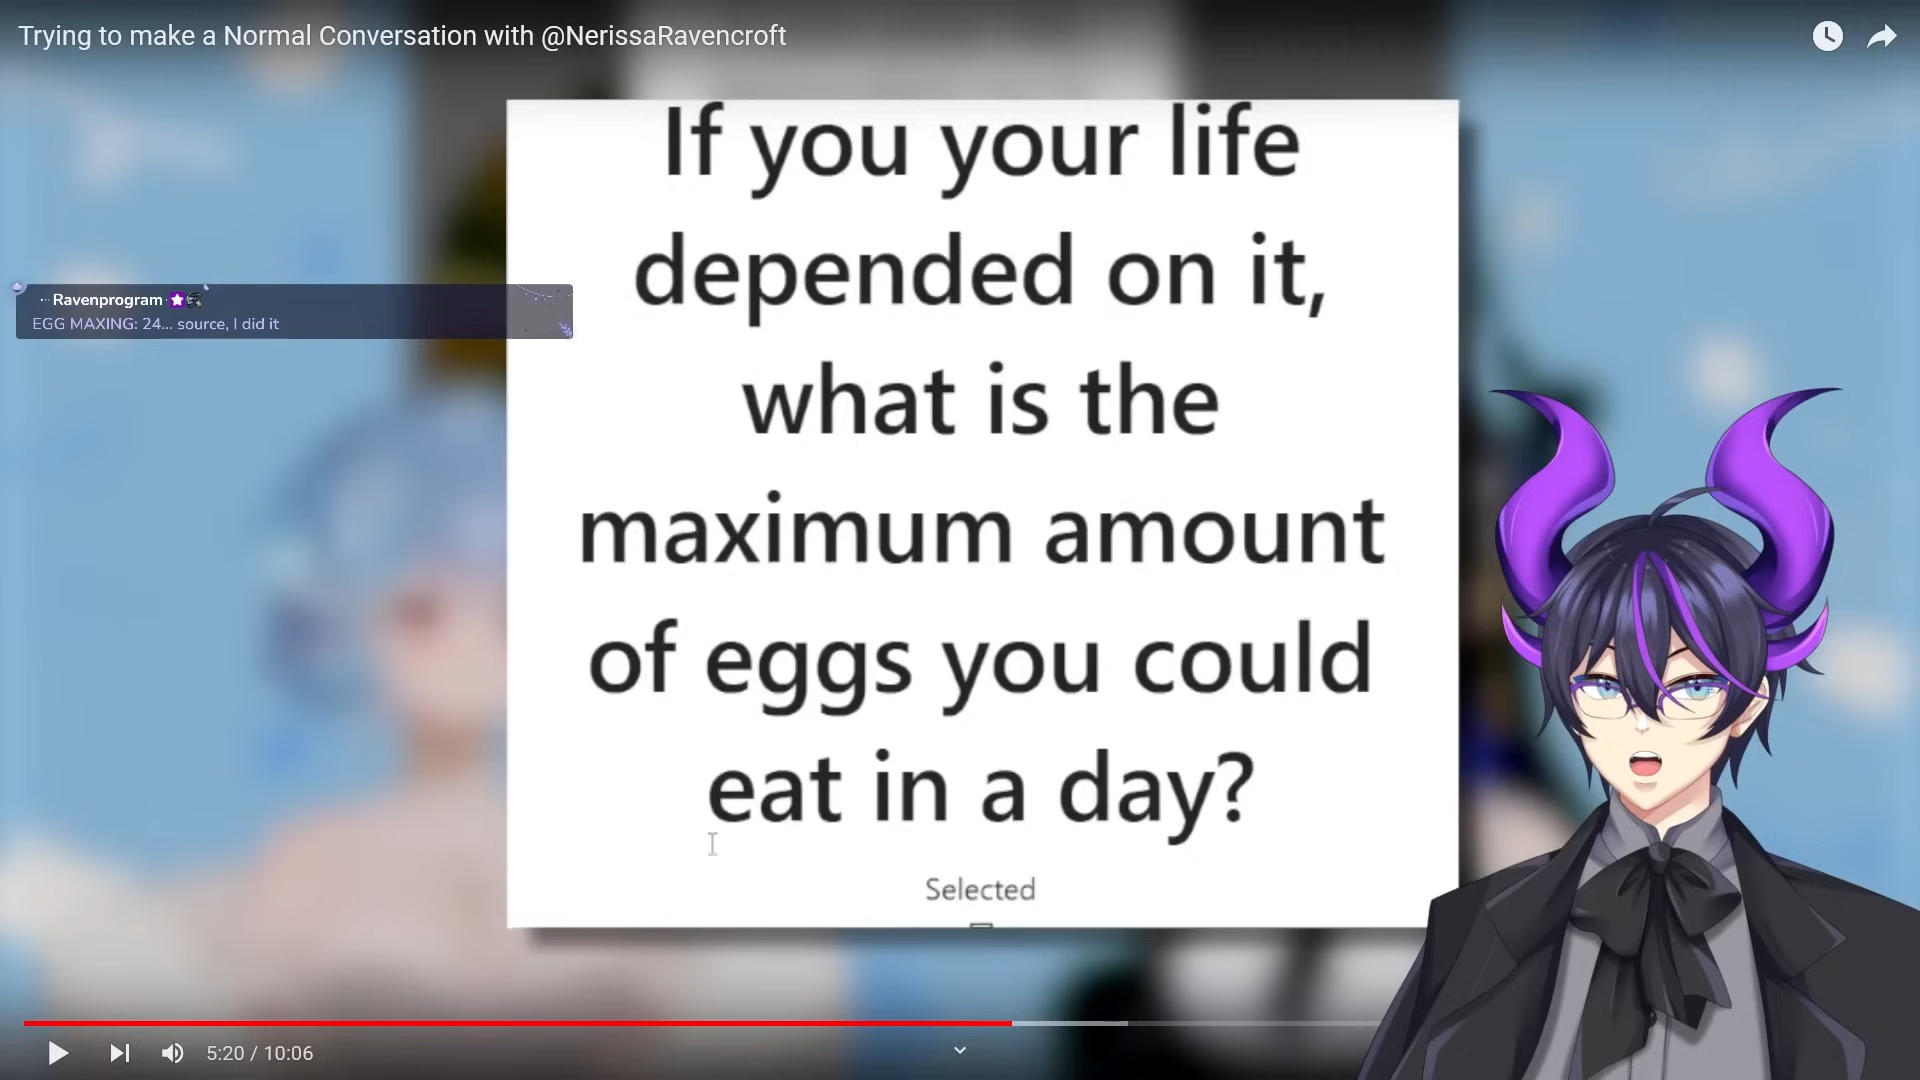 Trying to make a Normal Conversation with @NerissaRavencroft
If you your life
depended on it,
what is the
maximum amount
of eggs you could
eat in a day?
Selected
Ravenprogram
EGG MAXING: 24... source, I did it
5:20 / 10:06